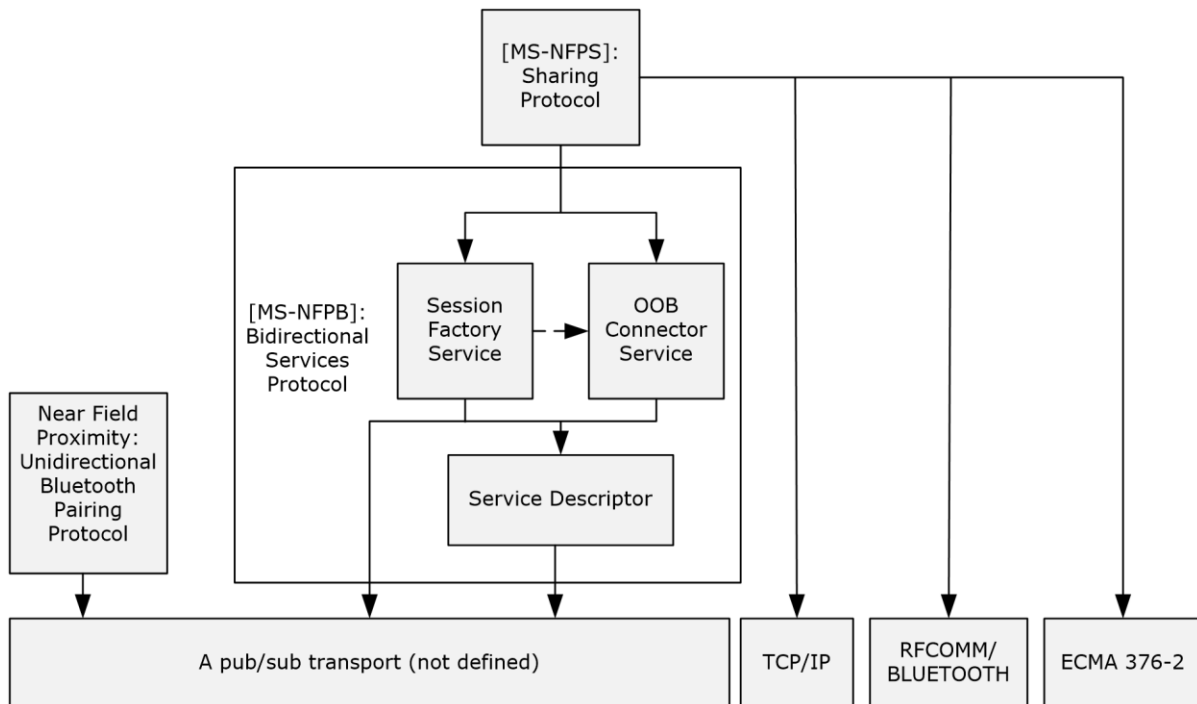 [MS-NFPS]:
Sharing
Protocol
[MS-NFPB]:
Bidirectional
Services
Protocol
Session
Factory
Service
OOB
Connector
Service
Near Field
Proximity:
Unidirectional
Bluetooth
Pairing
Protocol
Service Descriptor
A pub/sub transport (not defined)
TCP/IP
RFCOMM/
BLUETOOTH
ECMA 376-2